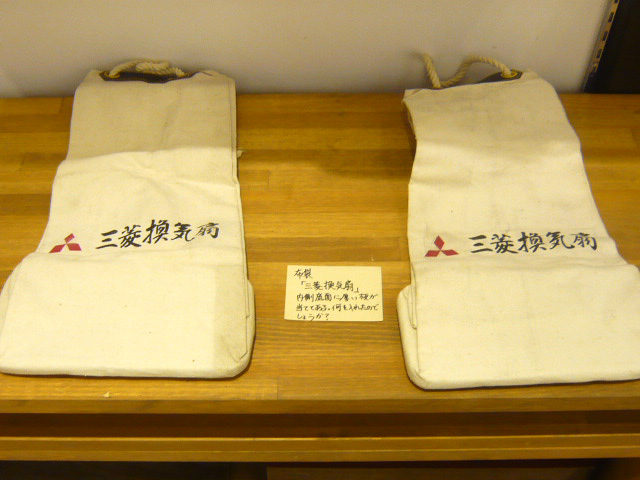 三菱換気扇
三菱換気扇
布袋
「三菱換気扇」
内側底面に薄い板が
当ててある。何を入れたので
しょうか?